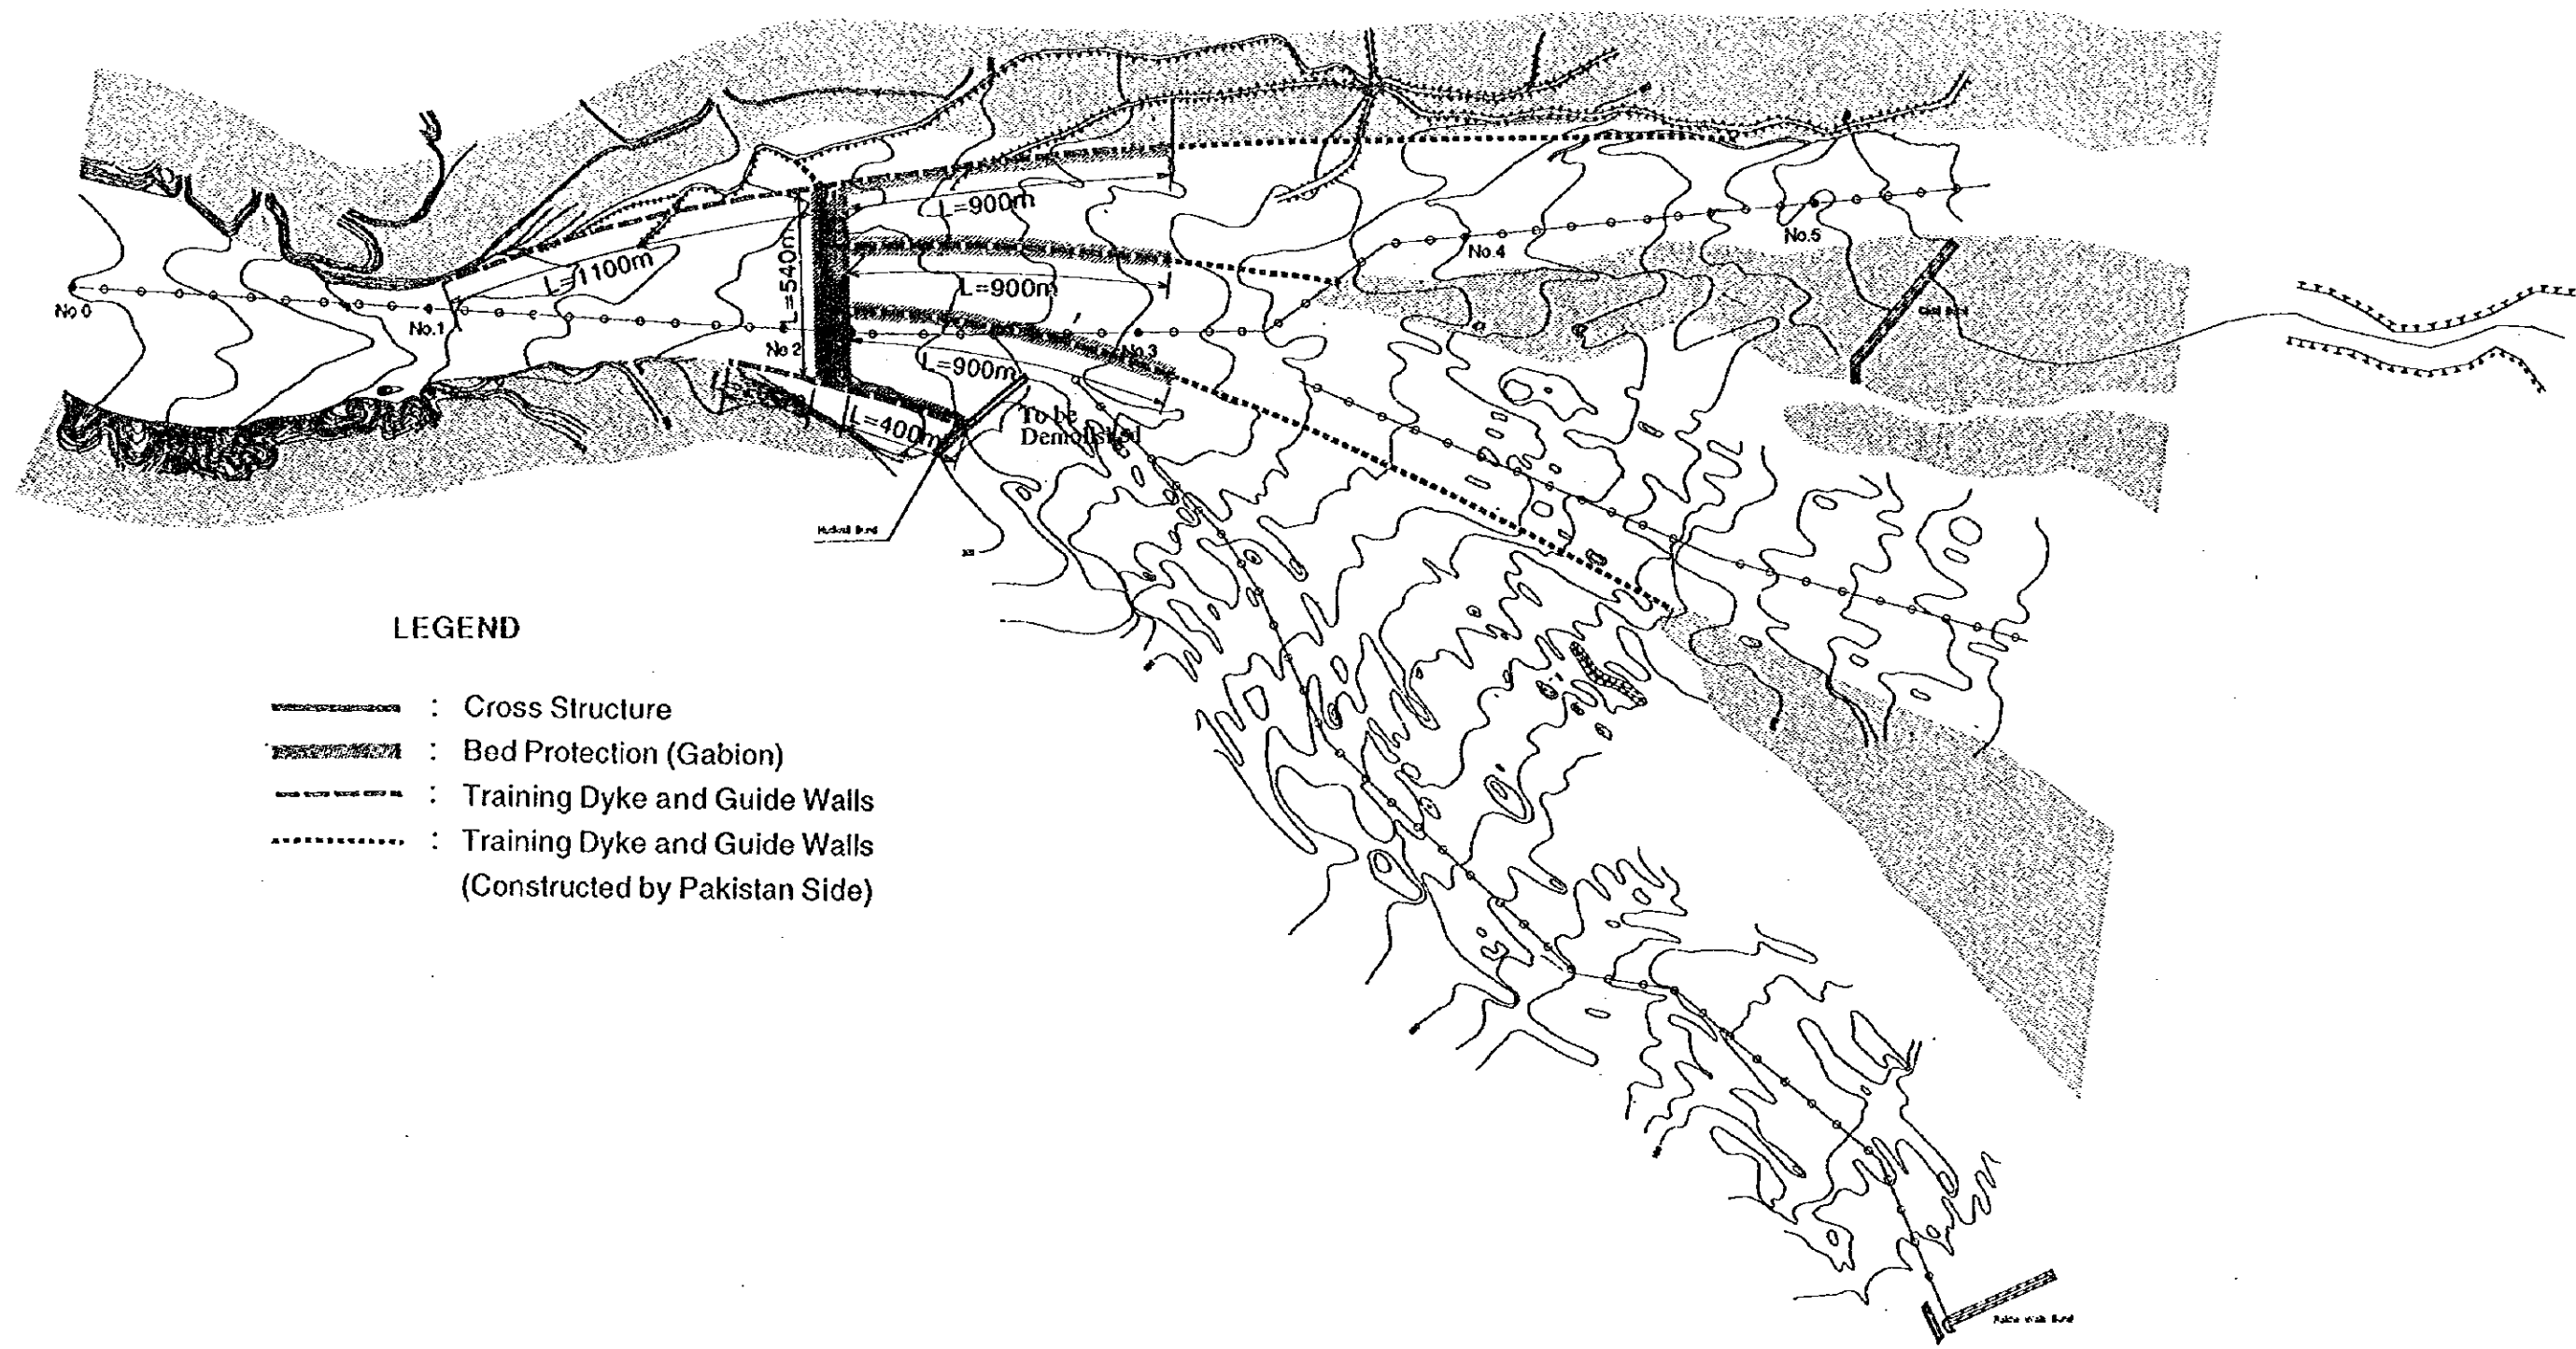 L=900m
L=1100m
L=540m
L=900m
L=900m
L=400m
No 0
No.1
No 2
No.3
No.4
No.5
To be
Demolished
LEGEND
: Cross Structure
: Bed Protection (Gabion)
: Training Dyke and Guide Walls
: Training Dyke and Guide Walls
(Constructed by Pakistan Side)
Bund
Bund